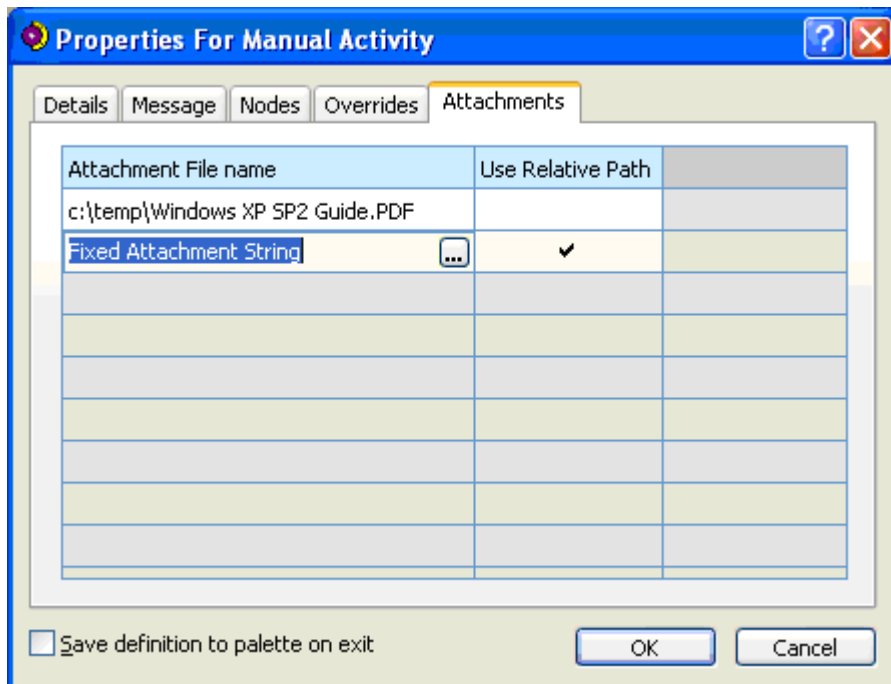 Properties For Manual Activity
Details Message Nodes Overrides Attachments
Attachment File name Use Relative Path
c:\temp\Windows XP SP2 Guide.PDF
Fixed Attachment String ...
Save definition to palette on exit OK Cancel